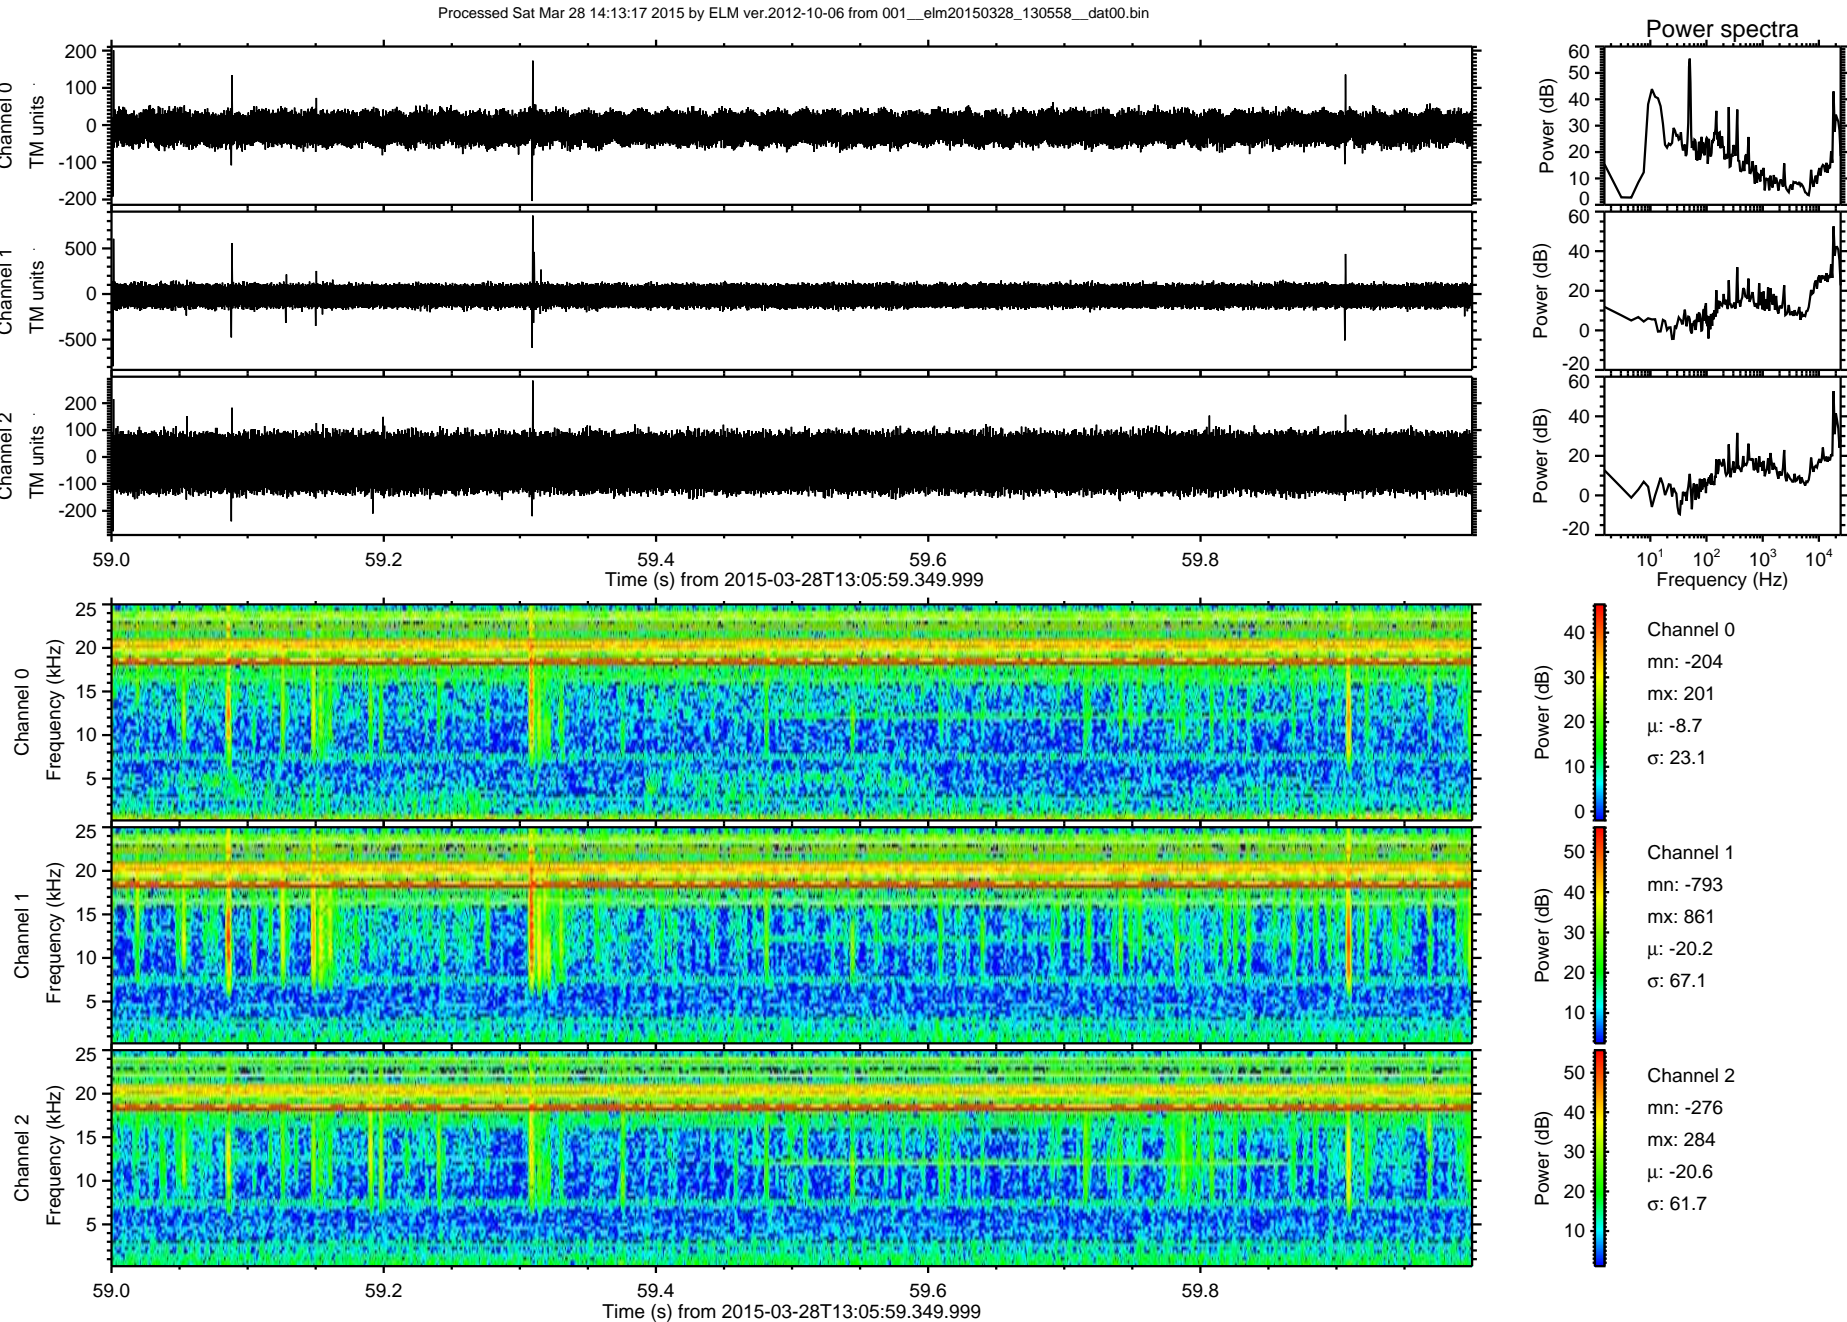 Processed Sat Mar 28 14:13:17 2015 by ELM ver.2012-10-06 from 001__elm20150328_130558__dat00.bin
Power spectra
Channel 0
TM units
200
100
0
-100
-200
Power (dB)
60
50
40
30
20
10
0
Channel 1
TM units
500
0
-500
Power (dB)
60
40
20
0
-20
Channel 2
TM units
200
100
0
-100
-200
Power (dB)
60
40
20
0
-20
59.0 59.2 59.4 59.6 59.8
Time (s) from 2015-03-28T13:05:59.349.999
10^1 10^2 10^3 10^4
Frequency (Hz)
Channel 0
Frequency (kHz)
25
20
15
10
5
Power (dB)
40
30
20
10
0
Channel 0
mn: -204
mx: 201
μ: -8.7
σ: 23.1
Channel 1
Frequency (kHz)
25
20
15
10
5
Power (dB)
50
40
30
20
10
Channel 1
mn: -793
mx: 861
μ: -20.2
σ: 67.1
Channel 2
Frequency (kHz)
25
20
15
10
5
Power (dB)
50
40
30
20
10
Channel 2
mn: -276
mx: 284
μ: -20.6
σ: 61.7
59.0 59.2 59.4 59.6 59.8
Time (s) from 2015-03-28T13:05:59.349.999